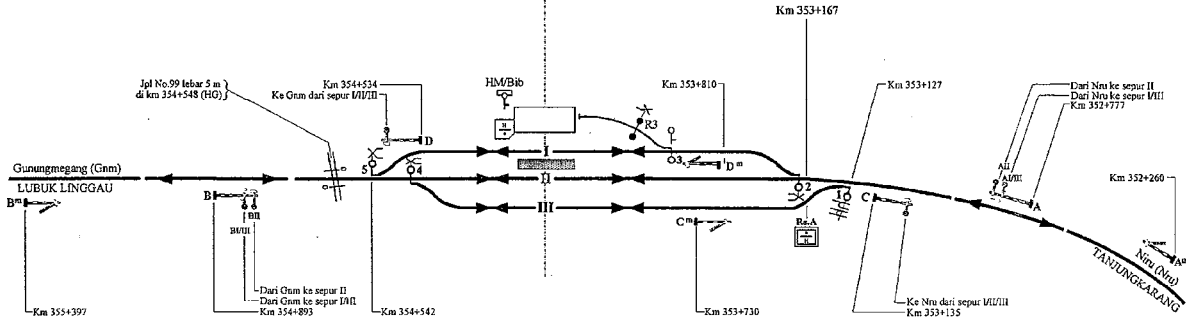 Km 353+167
Jpl No.99 lebar 5 m
di km 354+548 (HG)
Km 354+534
Ke Gnm dari sepur I/II/III
HM/Bib
Km 353+810
Km 353+127
Dari Nru ke sepur II
Dari Nru ke sepur I/III
Km 352+777
R3
D
I
3
Dm
5
4
Gunungmegang (Gnm)
LUBUK LINGGAU
II
2
1
AII
AI/III
A
Km 352+260
Bm
B
BII
BI/III
III
Cm
Rs.A
C
Niru (Nru)
TANJUNGKARANG
Dari Gnm ke sepur II
Dari Gnm ke sepur I/III
Km 355+397
Km 354+893
Km 354+542
Km 353+730
Ke Nru dari sepur I/II/III
Km 353+135